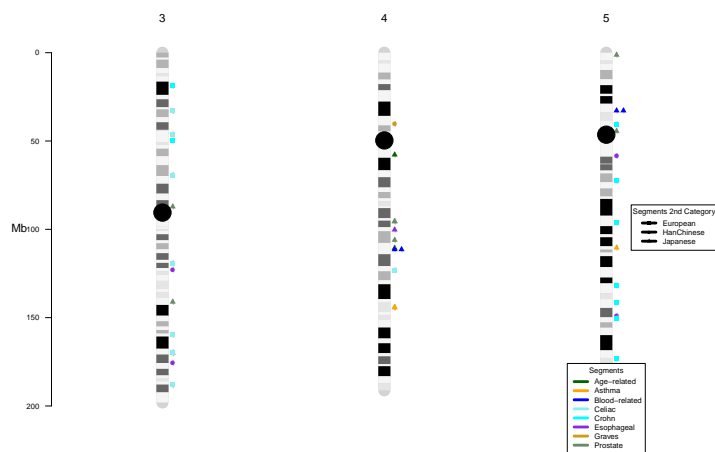 3 4 5
0
50
Mb
100
150
200
Segments 2nd Category
European
HanChinese
Japanese
Segments
Age−related
Asthma
Blood−related
Celiac
Crohn
Esophageal
Graves
Prostate